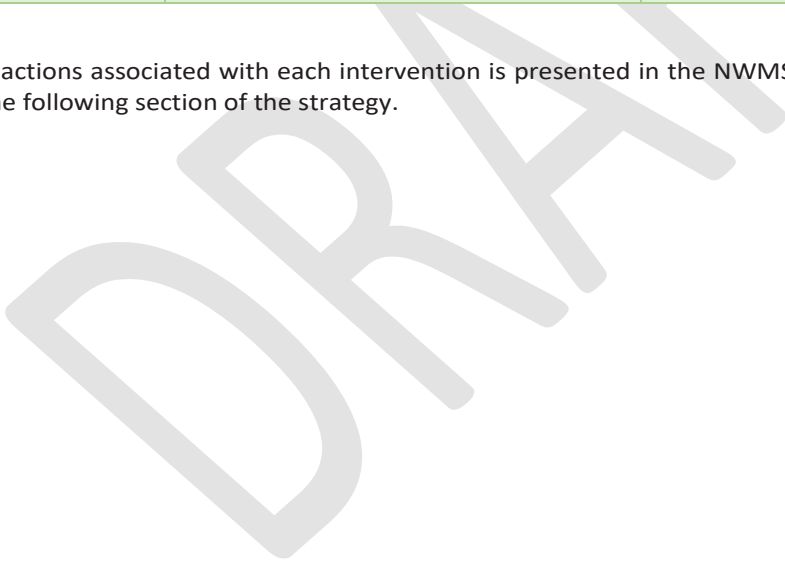 actions associated with each intervention is presented in the NWMS
e following section of the strategy.
DRA